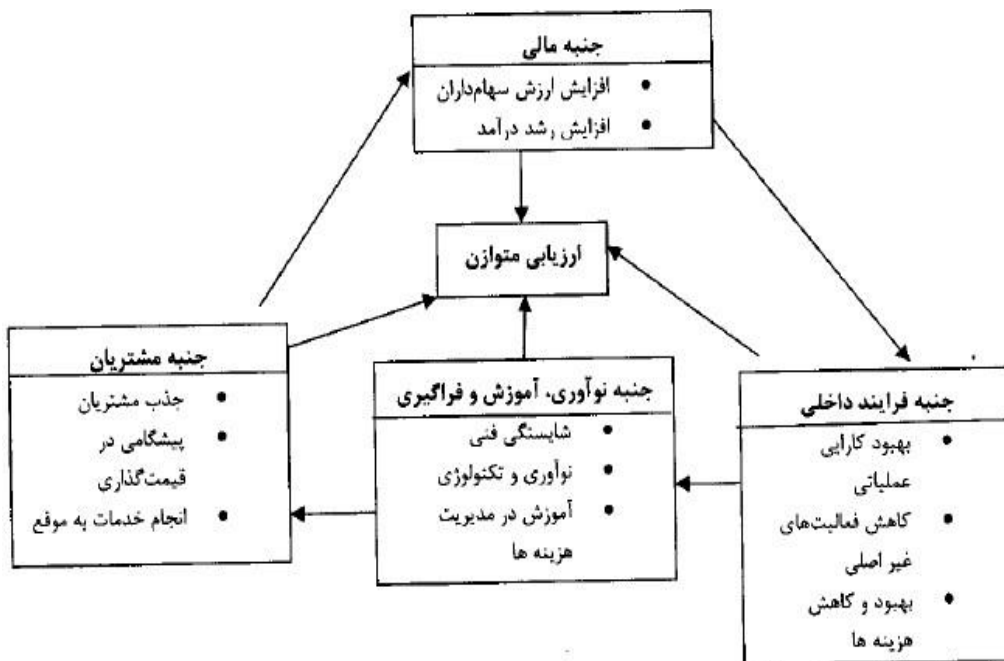 جنبه مالی
• افزایش ارزش سهام‌داران
• افزایش رشد درآمد
ارزیابی متوازن
جنبه مشتریان
• جذب مشتریان
• پیشگامی در
قیمت‌گذاری
• انجام خدمات به موقع
جنبه نوآوری، آموزش و فراگیری
• شایستگی فنی
• نوآوری و تکنولوژی
• آموزش در مدیریت
هزینه ها
جنبه فرایند داخلی
• بهبود کارایی
عملیاتی
• کاهش فعالیت‌های
غیر اصلی
• بهبود و کاهش
هزینه ها